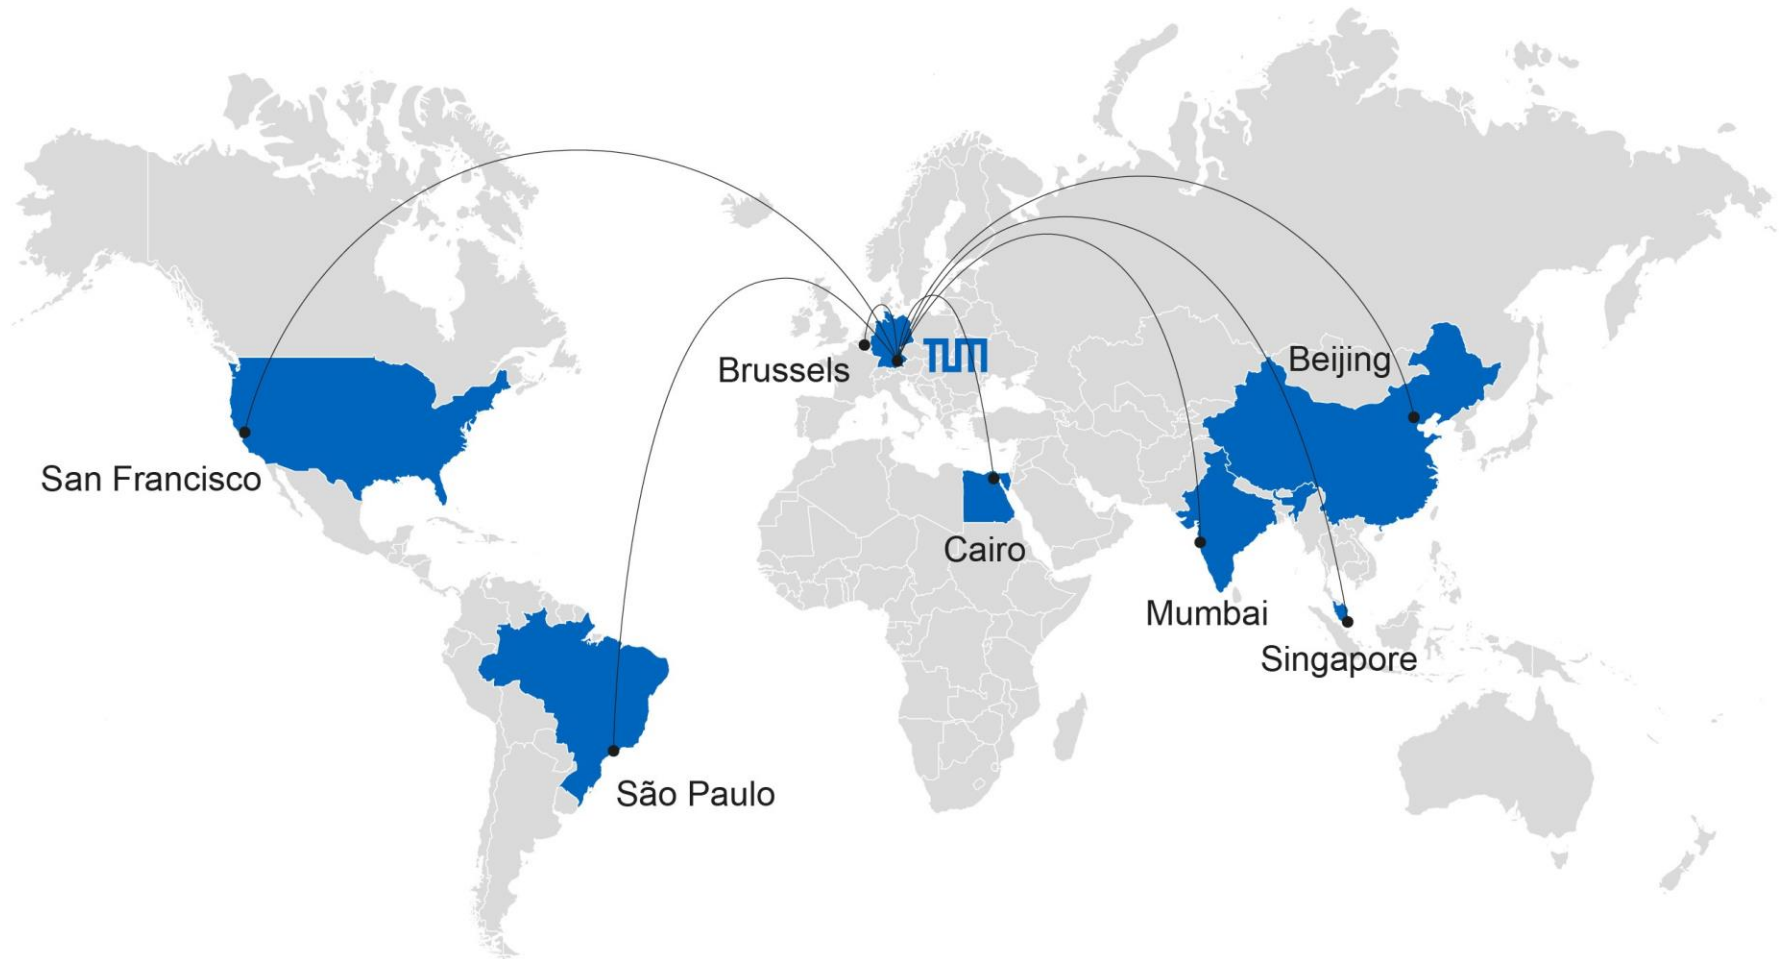 Beijing
Brussels
TUM
San Francisco
Cairo
Mumbai
Singapore
São Paulo